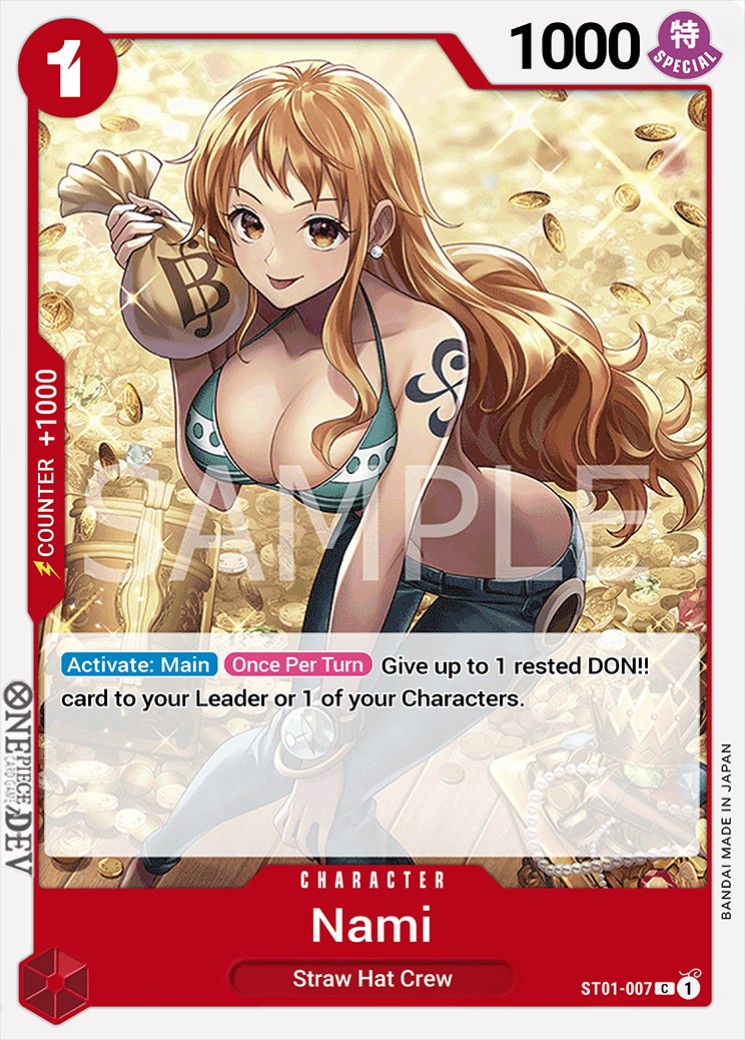 1
1000
特
SPECIAL
฿
COUNTER +1000
SAMPLE
Activate: Main Once Per Turn Give up to 1 rested DON!!
card to your Leader or 1 of your Characters.
ONE PIECE
CARD GAME
/DEV
BANDAI MADE IN JAPAN
CHARACTER
Nami
Straw Hat Crew
ST01-007 C 1